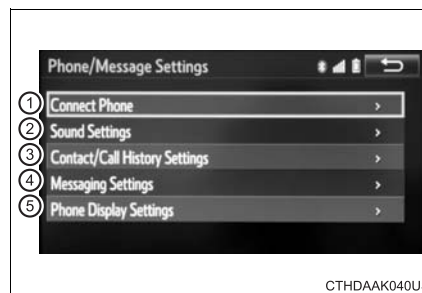 Phone/Message Settings
① Connect Phone >
② Sound Settings >
③ Contact/Call History Settings >
④ Messaging Settings >
⑤ Phone Display Settings >